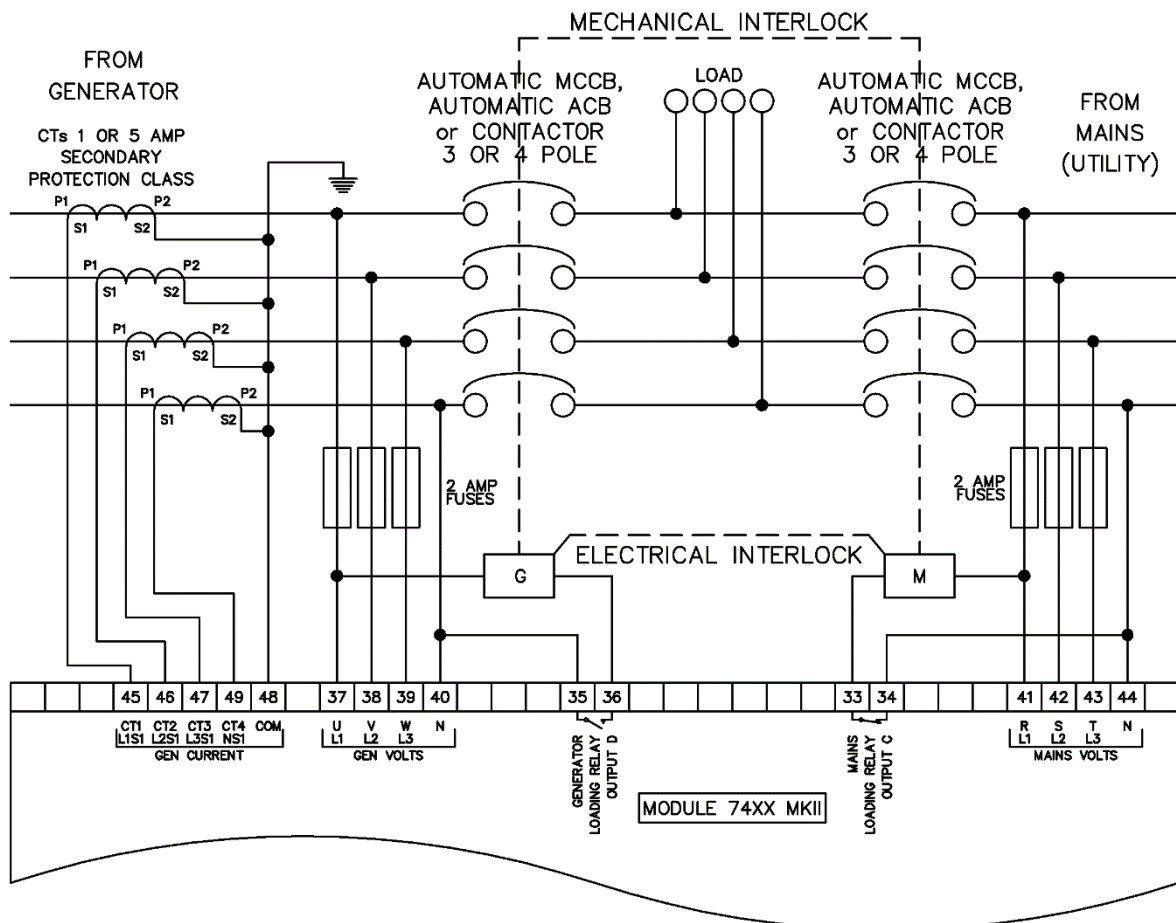 MECHANICAL INTERLOCK
FROM
GENERATOR
CTs 1 OR 5 AMP
SECONDARY
PROTECTION CLASS
AUTOMATIC MCCB,
AUTOMATIC ACB
or CONTACTOR
3 OR 4 POLE
LOAD
AUTOMATIC MCCB,
AUTOMATIC ACB
or CONTACTOR
3 OR 4 POLE
FROM
MAINS
(UTILITY)
P1 P2
S1 S2
P1 P2
S1 S2
P1 P2
S1 S2
P1 P2
S1 S2
2 AMP
FUSES
2 AMP
FUSES
ELECTRICAL INTERLOCK
G
M
45 46 47 49 48 37 38 39 40 35 36 33 34 41 42 43 44
CT1 CT2 CT3 CT4 COM
L1S1 L2S1 L3S1 NS1
GEN CURRENT
U V W N
L1 L2 L3
GEN VOLTS
GENERATOR
LOADING RELAY
OUTPUT D
MAINS
LOADING RELAY
OUTPUT C
R S T N
L1 L2 L3
MAINS VOLTS
MODULE 74XX MKII